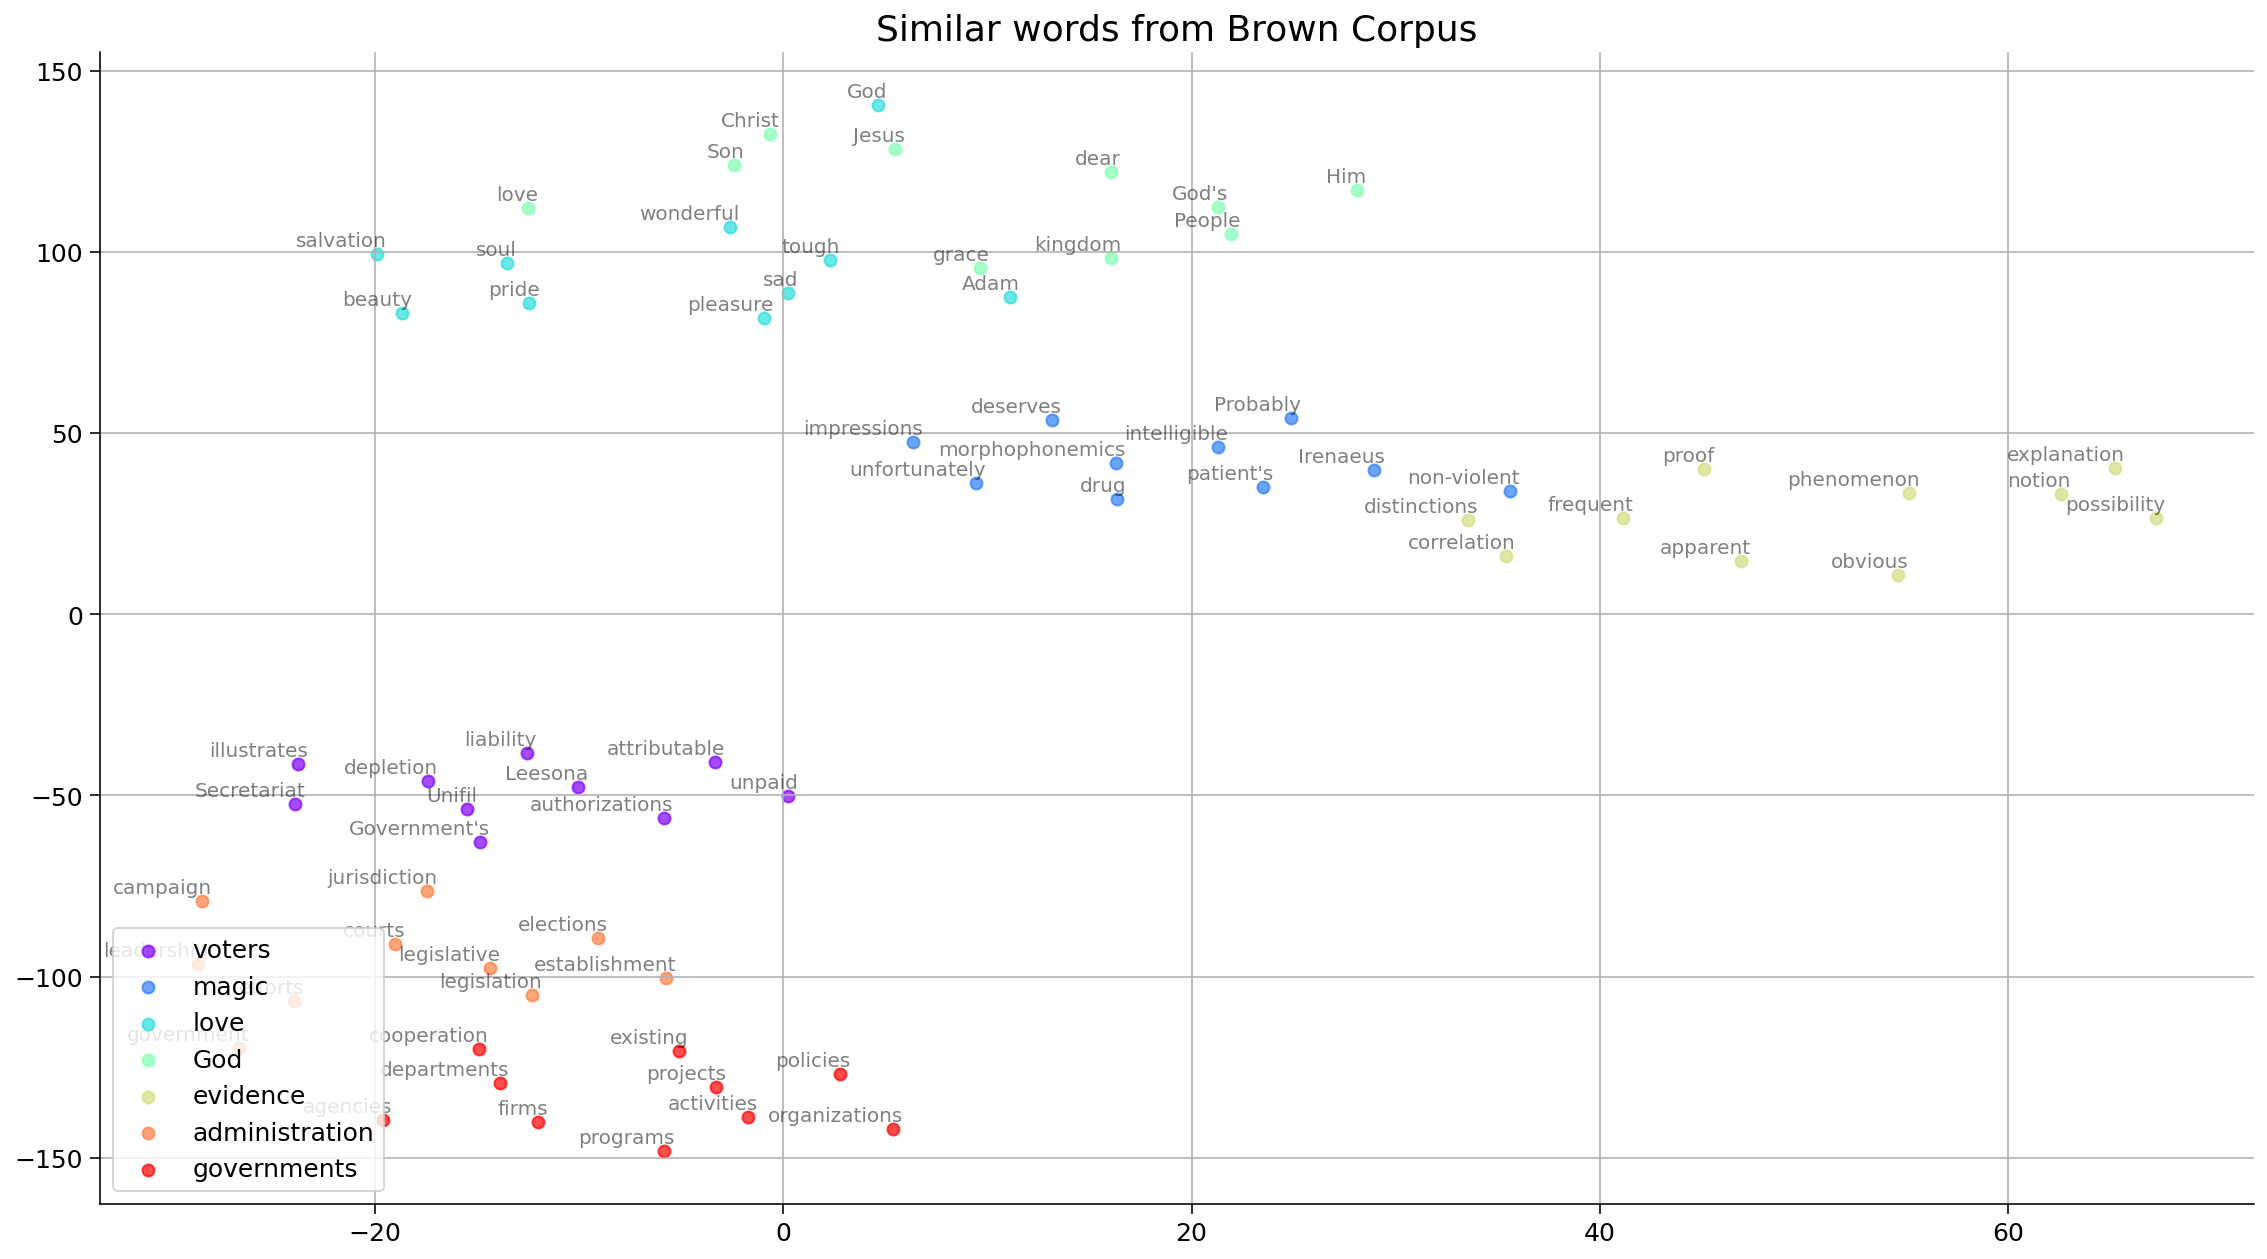 Similar words from Brown Corpus
150
God
Christ
Jesus
Son
dear
Him
love
God's
wonderful
People
salvation
soul
tough
grace
kingdom
100
sad
Adam
pride
beauty
pleasure
deserves
Probably
impressions
intelligible
50
morphophonemics
unfortunately
Irenaeus
proof
explanation
patient's
drug
non-violent
phenomenon
notion
distinctions
frequent
possibility
correlation
apparent
obvious
0
liability
illustrates
attributable
depletion
Leesona
unpaid
Secretariat
Unifil
−50
authorizations
Government's
jurisdiction
campaign
elections
courts
voters
legislative
establishment
−100
legislation
magic
love
government
cooperation
existing
God
policies
departments
projects
evidence
agencies
firms
activities
organizations
administration
programs
−150
governments
−20
0
20
40
60